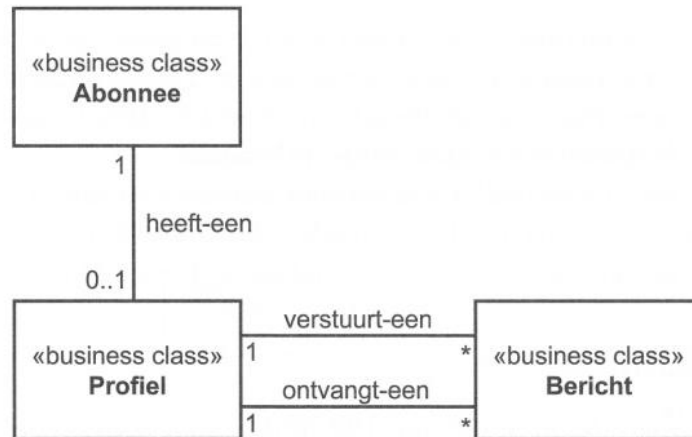 «business class»
Abonnee
1
heeft-een
0..1
«business class»
Profiel
verstuurt-een
1
*
ontvangt-een
1
*
«business class»
Bericht